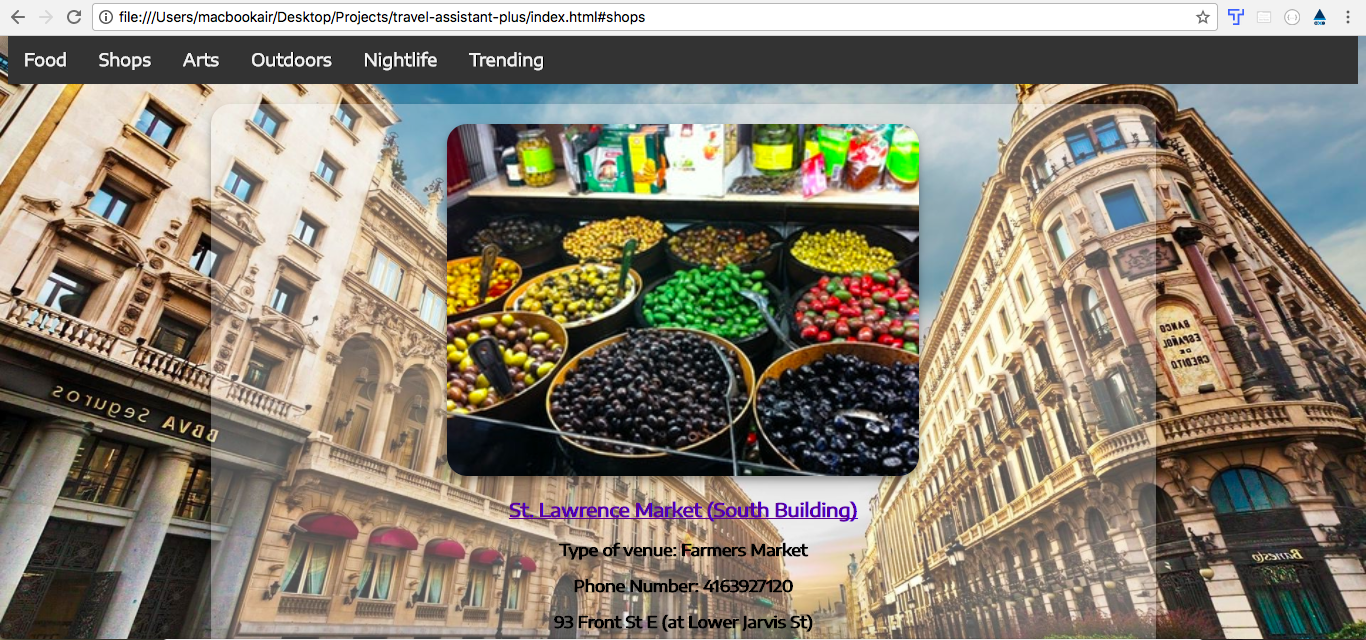 file:///Users/macbookair/Desktop/Projects/travel-assistant-plus/index.html#shops
Food Shops Arts Outdoors Nightlife Trending
BANCO
ESPAÑOL
DE
CREDITO
BBVA Seguros
St. Lawrence Market (South Building)
Banesto
Type of venue: Farmers Market
Phone Number: 4163927120
93 Front St E (at Lower Jarvis St)